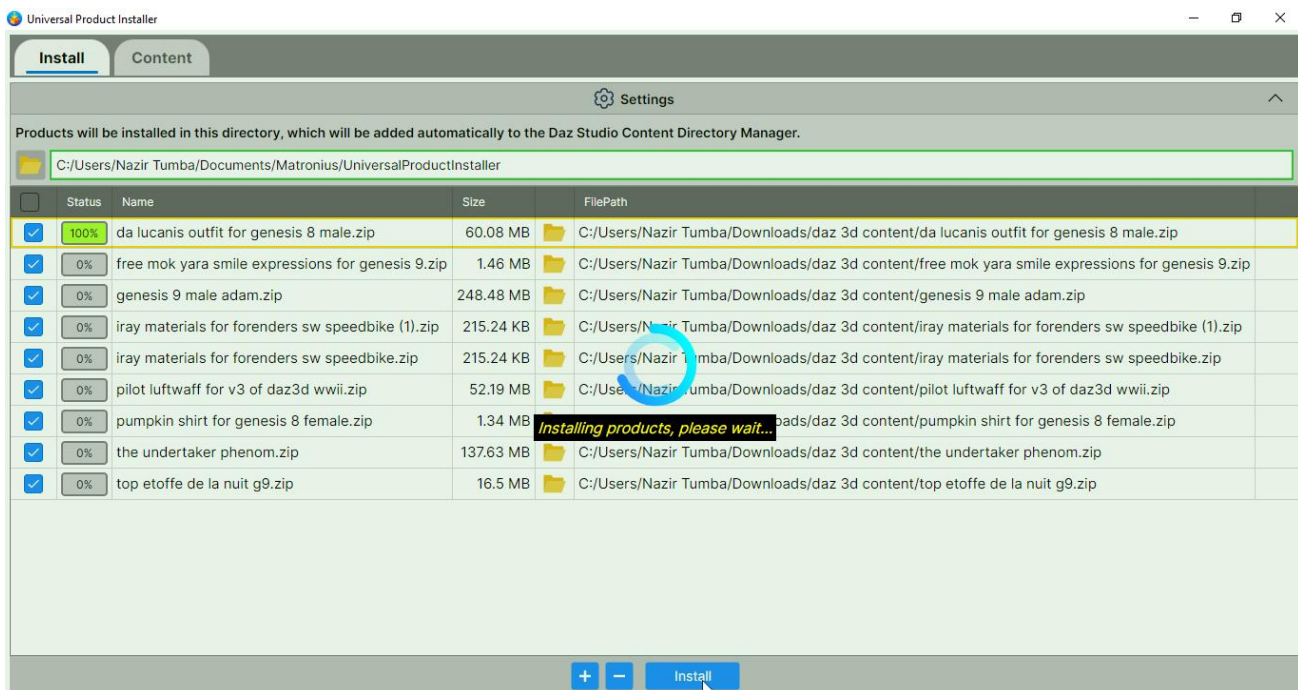 Universal Product Installer
Install Content
Settings
Products will be installed in this directory, which will be added automatically to the Daz Studio Content Directory Manager.
C:/Users/Nazir Tumba/Documents/Matronius/UniversalProductInstaller
Status Name Size FilePath
100% da lucanis outfit for genesis 8 male.zip 60.08 MB C:/Users/Nazir Tumba/Downloads/daz 3d content/da lucanis outfit for genesis 8 male.zip
0% free mok yara smile expressions for genesis 9.zip 1.46 MB C:/Users/Nazir Tumba/Downloads/daz 3d content/free mok yara smile expressions for genesis 9.zip
0% genesis 9 male adam.zip 248.48 MB C:/Users/Nazir Tumba/Downloads/daz 3d content/genesis 9 male adam.zip
0% iray materials for forenders sw speedbike (1).zip 215.24 KB C:/Users/Nazir Tumba/Downloads/daz 3d content/iray materials for forenders sw speedbike (1).zip
0% iray materials for forenders sw speedbike.zip 215.24 KB C:/Users/Nazir Tumba/Downloads/daz 3d content/iray materials for forenders sw speedbike.zip
0% pilot luftwaff for v3 of daz3d wwii.zip 52.19 MB C:/Users/Nazir Tumba/Downloads/daz 3d content/pilot luftwaff for v3 of daz3d wwii.zip
0% pumpkin shirt for genesis 8 female.zip 1.34 MB Installing products, please wait... oads/daz 3d content/pumpkin shirt for genesis 8 female.zip
0% the undertaker phenom.zip 137.63 MB C:/Users/Nazir Tumba/Downloads/daz 3d content/the undertaker phenom.zip
0% top etoffe de la nuit g9.zip 16.5 MB C:/Users/Nazir Tumba/Downloads/daz 3d content/top etoffe de la nuit g9.zip
+ − Install